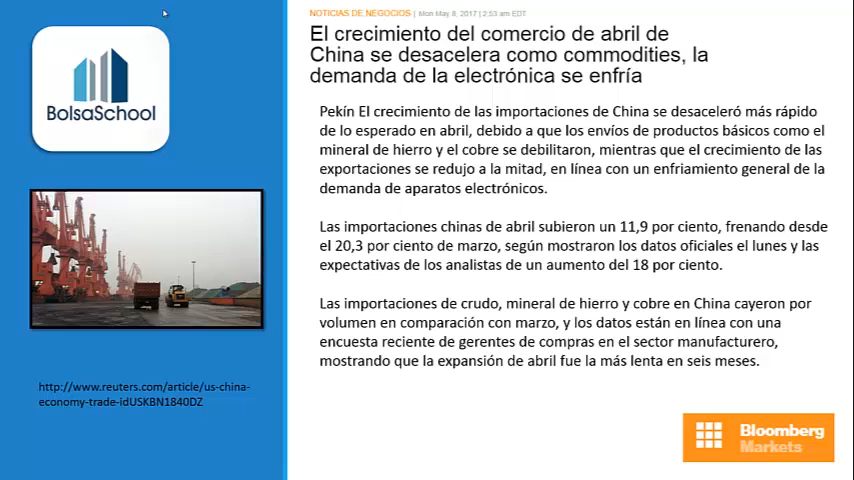 NOTICIAS DE NEGOCIOS | Mon May 8, 2017 | 2:53 am EDT
El crecimiento del comercio de abril de
China se desacelera como commodities, la
demanda de la electrónica se enfría
BolsaSchool
Pekín El crecimiento de las importaciones de China se desaceleró más rápido
de lo esperado en abril, debido a que los envíos de productos básicos como el
mineral de hierro y el cobre se debilitaron, mientras que el crecimiento de las
exportaciones se redujo a la mitad, en línea con un enfriamiento general de la
demanda de aparatos electrónicos.
Las importaciones chinas de abril subieron un 11,9 por ciento, frenando desde
el 20,3 por ciento de marzo, según mostraron los datos oficiales el lunes y las
expectativas de los analistas de un aumento del 18 por ciento.
Las importaciones de crudo, mineral de hierro y cobre en China cayeron por
volumen en comparación con marzo, y los datos están en línea con una
encuesta reciente de gerentes de compras en el sector manufacturero,
mostrando que la expansión de abril fue la más lenta en seis meses.
http://www.reuters.com/article/us-china-
economy-trade-idUSKBN1840DZ
Bloomberg
Markets